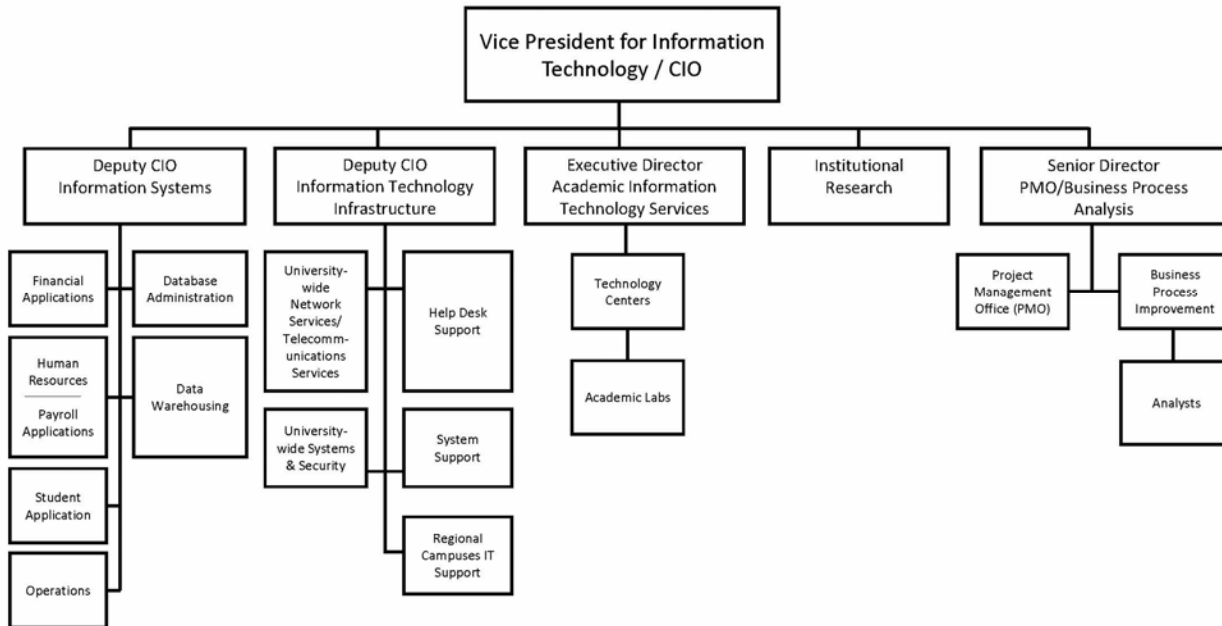 Vice President for Information
Technology / CIO
Deputy CIO
Information Systems
Deputy CIO
Information Technology
Infrastructure
Executive Director
Academic Information
Technology Services
Institutional
Research
Senior Director
PMO/Business Process
Analysis
Financial
Applications
Database
Administration
Human
Resources
Payroll
Applications
Data
Warehousing
Student
Application
Operations
University-
wide
Network
Services/
Telecomm-
unications
Services
Help Desk
Support
University-
wide Systems
& Security
System
Support
Regional
Campuses IT
Support
Technology
Centers
Academic Labs
Project
Management
Office (PMO)
Business
Process
Improvement
Analysts